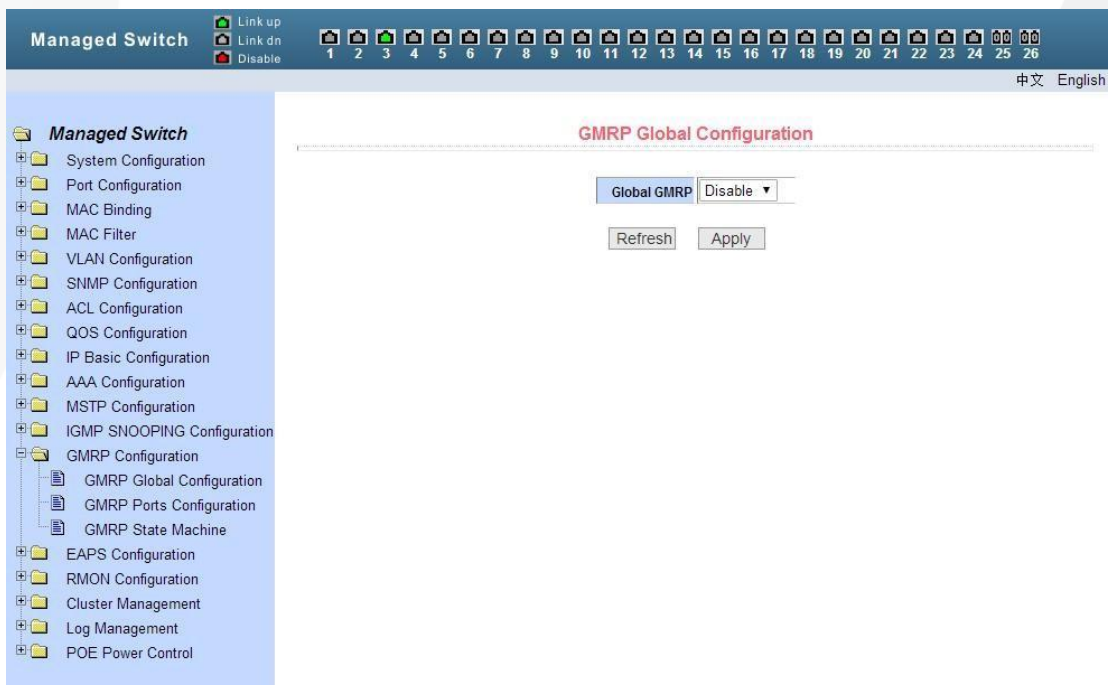 Managed Switch
Link up
Link dn
Disable
1 2 3 4 5 6 7 8 9 10 11 12 13 14 15 16 17 18 19 20 21 22 23 24 25 26
中文 English
Managed Switch
System Configuration
Port Configuration
MAC Binding
MAC Filter
VLAN Configuration
SNMP Configuration
ACL Configuration
QOS Configuration
IP Basic Configuration
AAA Configuration
MSTP Configuration
IGMP SNOOPING Configuration
GMRP Configuration
GMRP Global Configuration
GMRP Ports Configuration
GMRP State Machine
EAPS Configuration
RMON Configuration
Cluster Management
Log Management
POE Power Control
GMRP Global Configuration
Global GMRP Disable
Refresh Apply